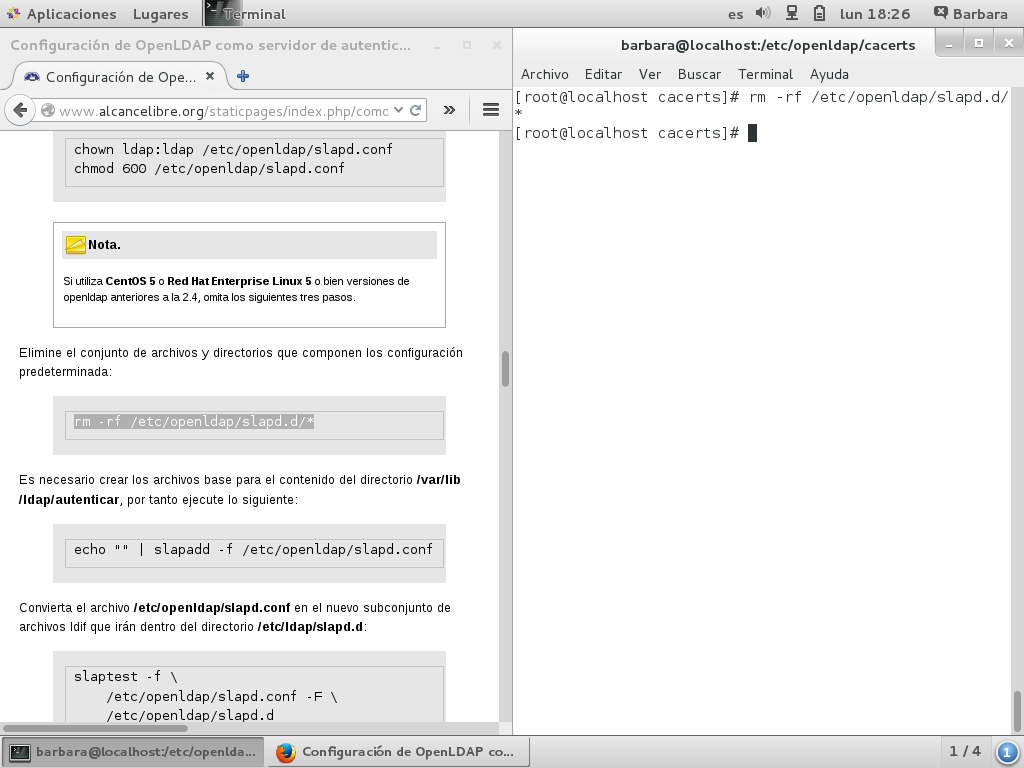 Aplicaciones Lugares Terminal es lun 18:26 Barbara
Configuración de OpenLDAP como servidor de autentic...
Configuración de Ope...
www.alcancelibre.org/staticpages/index.php/como
chown ldap:ldap /etc/openldap/slapd.conf
chmod 600 /etc/openldap/slapd.conf
Nota.
Si utiliza CentOS 5 o Red Hat Enterprise Linux 5 o bien versiones de
openldap anteriores a la 2.4, omita los siguientes tres pasos.
Elimine el conjunto de archivos y directorios que componen los configuración
predeterminada:
rm -rf /etc/openldap/slapd.d/*
Es necesario crear los archivos base para el contenido del directorio /var/lib
/ldap/autenticar, por tanto ejecute lo siguiente:
echo "" | slapadd -f /etc/openldap/slapd.conf
Convierta el archivo /etc/openldap/slapd.conf en el nuevo subconjunto de
archivos ldif que irán dentro del directorio /etc/ldap/slapd.d:
slaptest -f \
/etc/openldap/slapd.conf -F \
/etc/openldap/slapd.d
barbara@localhost:/etc/openldap/cacerts
Archivo Editar Ver Buscar Terminal Ayuda
[root@localhost cacerts]# rm -rf /etc/openldap/slapd.d/
*
[root@localhost cacerts]#
barbara@localhost:/etc/openlda... Configuración de OpenLDAP co... 1 / 4 1